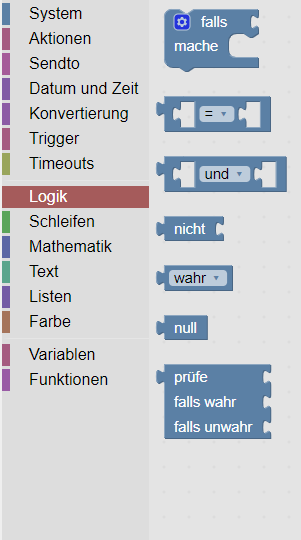 System
Aktionen
Sendto
Datum und Zeit
Konvertierung
Trigger
Timeouts
Logik
Schleifen
Mathematik
Text
Listen
Farbe
Variablen
Funktionen
falls
mache
=
und
nicht
wahr
null
prüfe
falls wahr
falls unwahr